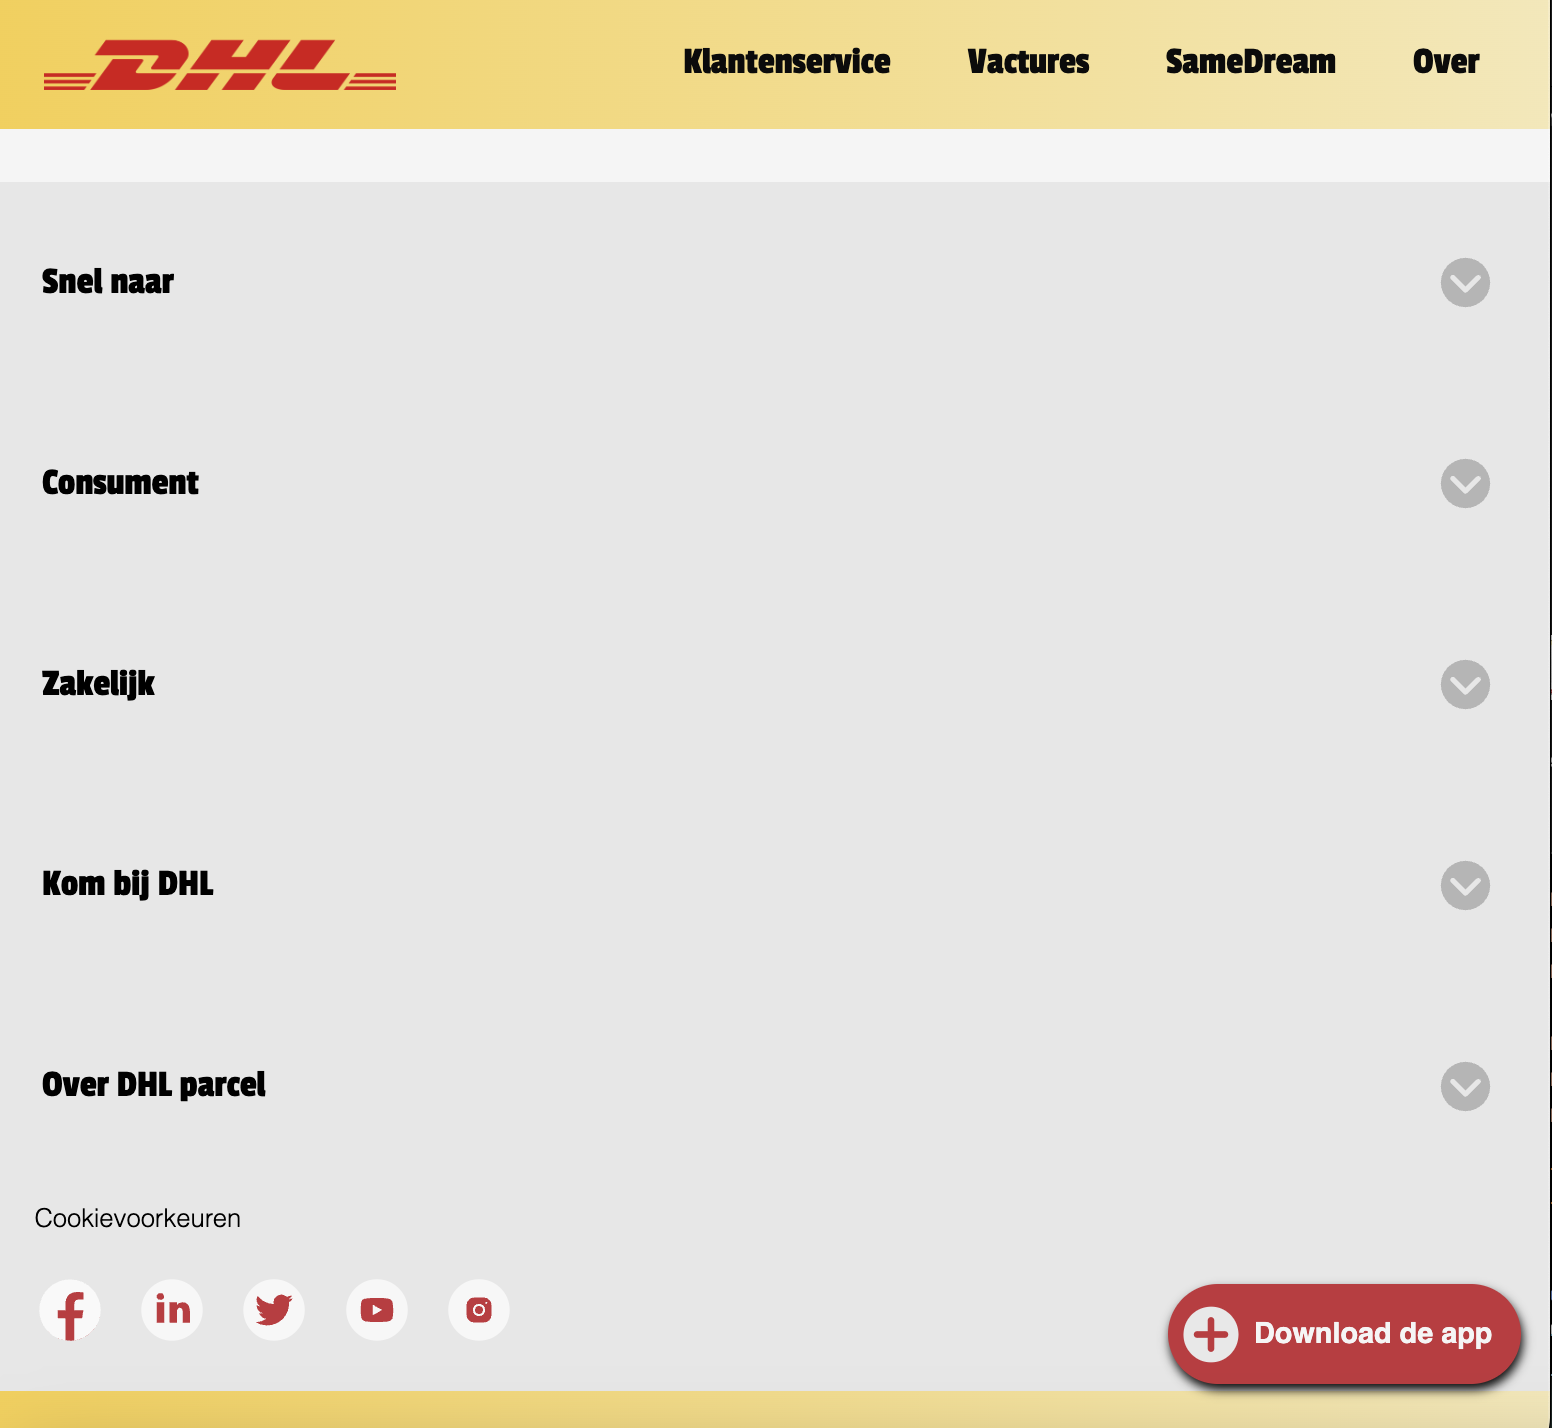 DHL
Klantenservice Vactures SameDream Over
Snel naar
Consument
Zakelijk
Kom bij DHL
Over DHL parcel
Cookievoorkeuren
Download de app